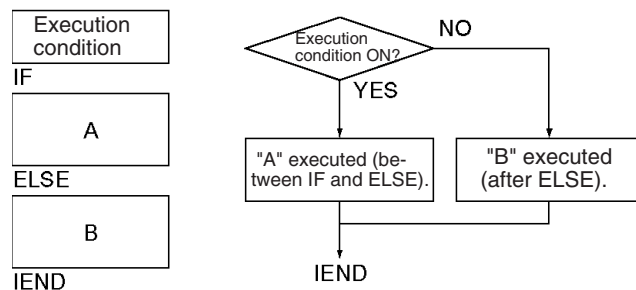 Execution
condition
IF
A
ELSE
B
IEND
Execution
condition ON?
NO
YES
"A" executed (be-
tween IF and ELSE).
"B" executed
(after ELSE).
IEND